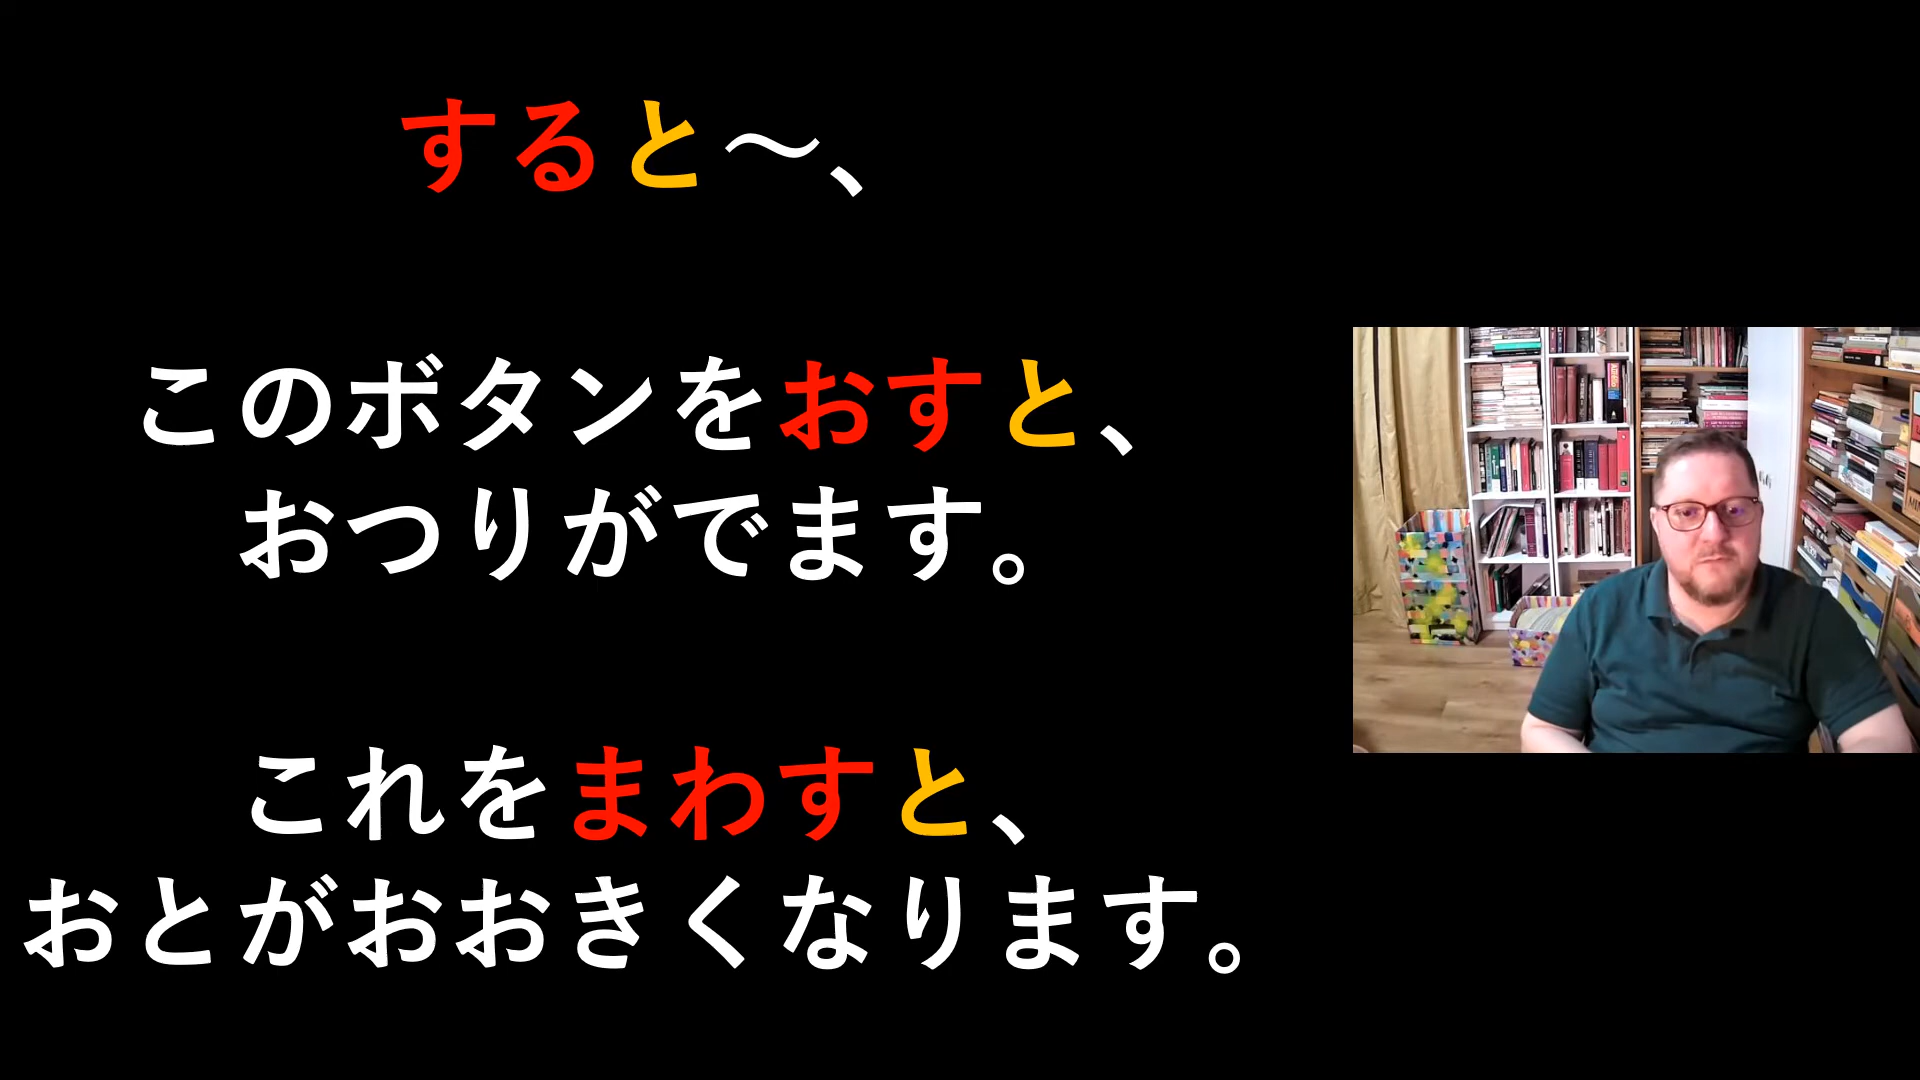 すると～、
このボタンをおすと、
おつりがでます。
これをまわすと、
おとがおおきくなります。